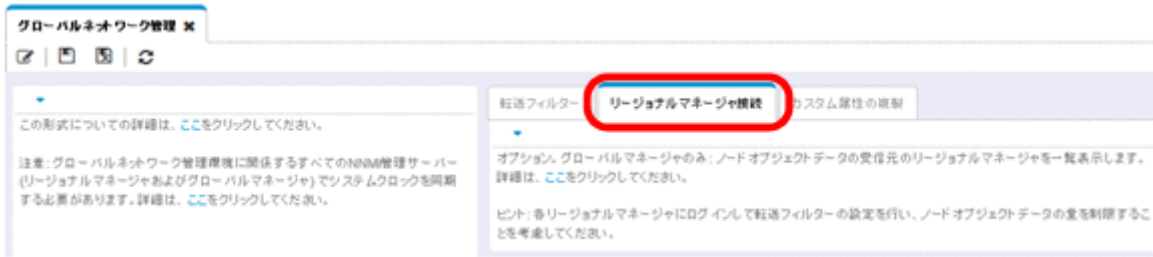 グローバルネットワーク管理 ✖
転送フィルター
リージョナルマネージャ接続
カスタム属性の複製
この形式についての詳細は、ここをクリックしてください。
注意:グローバルネットワーク管理環境に関係するすべてのNNMi管理サーバー
(リージョナルマネージャおよびグローバルマネージャ)でシステムクロックを同期
する必要があります。詳細は、ここをクリックしてください。
オプション。グローバルマネージャのみ:ノードオブジェクトデータの受信元のリージョナルマネージャを一覧表示します。
詳細は、ここをクリックしてください。
ヒント:各リージョナルマネージャにログインして転送フィルターの設定を行い、ノードオブジェクトデータの量を制限するこ
とを考慮してください。